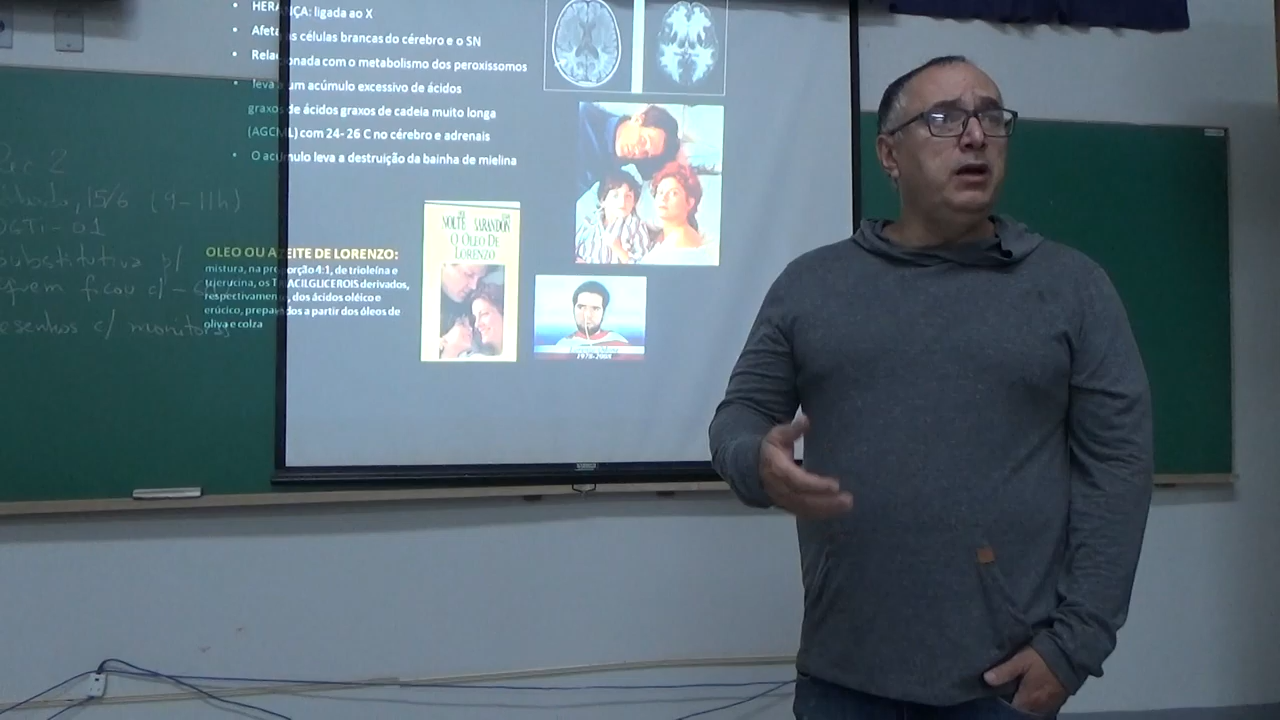 HERANÇA: ligada ao X
Afeta as células brancas do cérebro e o SN
Relacionada com o metabolismo dos peroxissomos
leva a um acúmulo excessivo de ácidos
graxos de ácidos graxos de cadeia muito longa
(AGCML) com 24- 26 C no cérebro e adrenais
O acúmulo leva a destruição da bainha de mielina
OLEO OU AZEITE DE LORENZO:
mistura, na proporção 4:1, de trioleína e
trierucina, os TRIACILGLICEROIS derivados,
respectivamente, dos ácidos oléico e
erúcico, preparados a partir dos óleos de
oliva e colza
NOLTE SARANDON
O ÓLEO DE
LORENZO
1978-2008
2
15/6 (9-11h)
- 01
substitutiva p/
quem ficou c/
desenhos c/ monitores